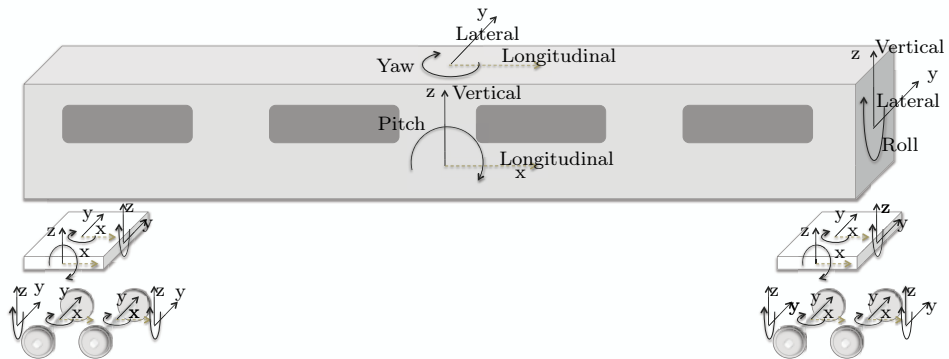 y
Lateral
Longitudinal
Yaw
z Vertical
y
Lateral
Roll
z Vertical
Pitch
Longitudinal
x
y z
x y
z
x
y z
x y
z
x
z y y z y
x x
z y y z y
x x